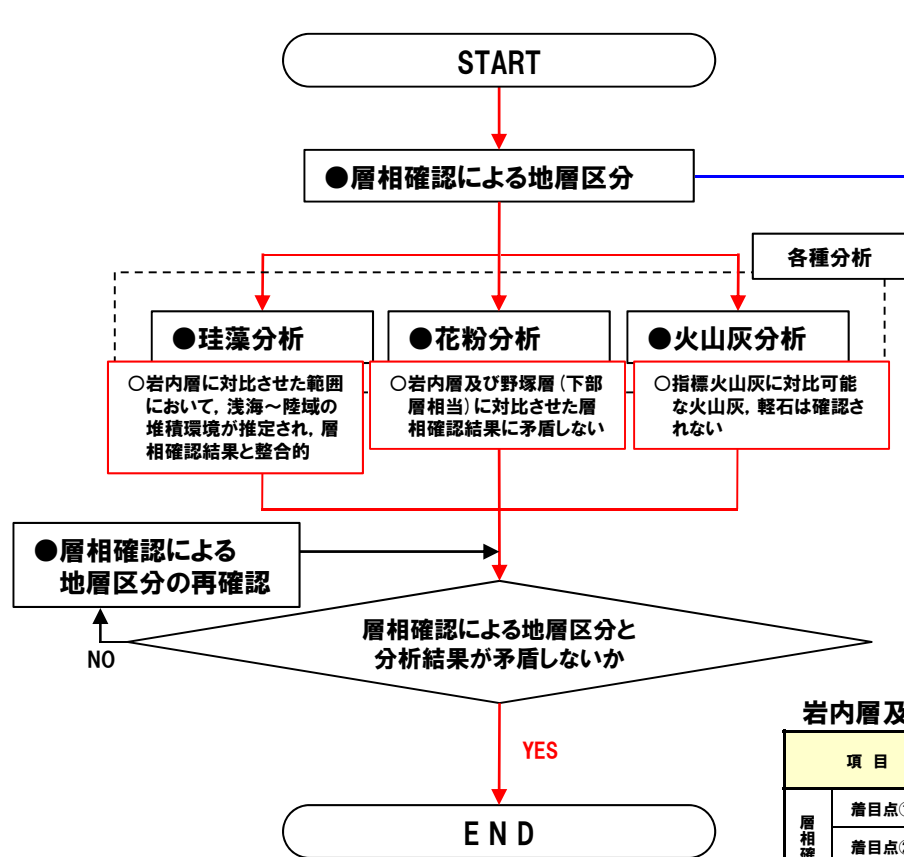 START
●層相確認による地層区分
各種分析
●珪藻分析
○岩内層に対比させた範囲
において,浅海～陸域の
堆積環境が推定され,層
相確認結果と整合的
●花粉分析
○岩内層及び野塚層(下部
層相当)に対比させた層
相確認結果に矛盾しない
●火山灰分析
○指標火山灰に対比可能
な火山灰,軽石は確認さ
れない
●層相確認による
地層区分の再確認
層相確認による地層区分と
分析結果が矛盾しないか
NO
YES
END
岩内層及
項目
層相確
着目点①
着目点②